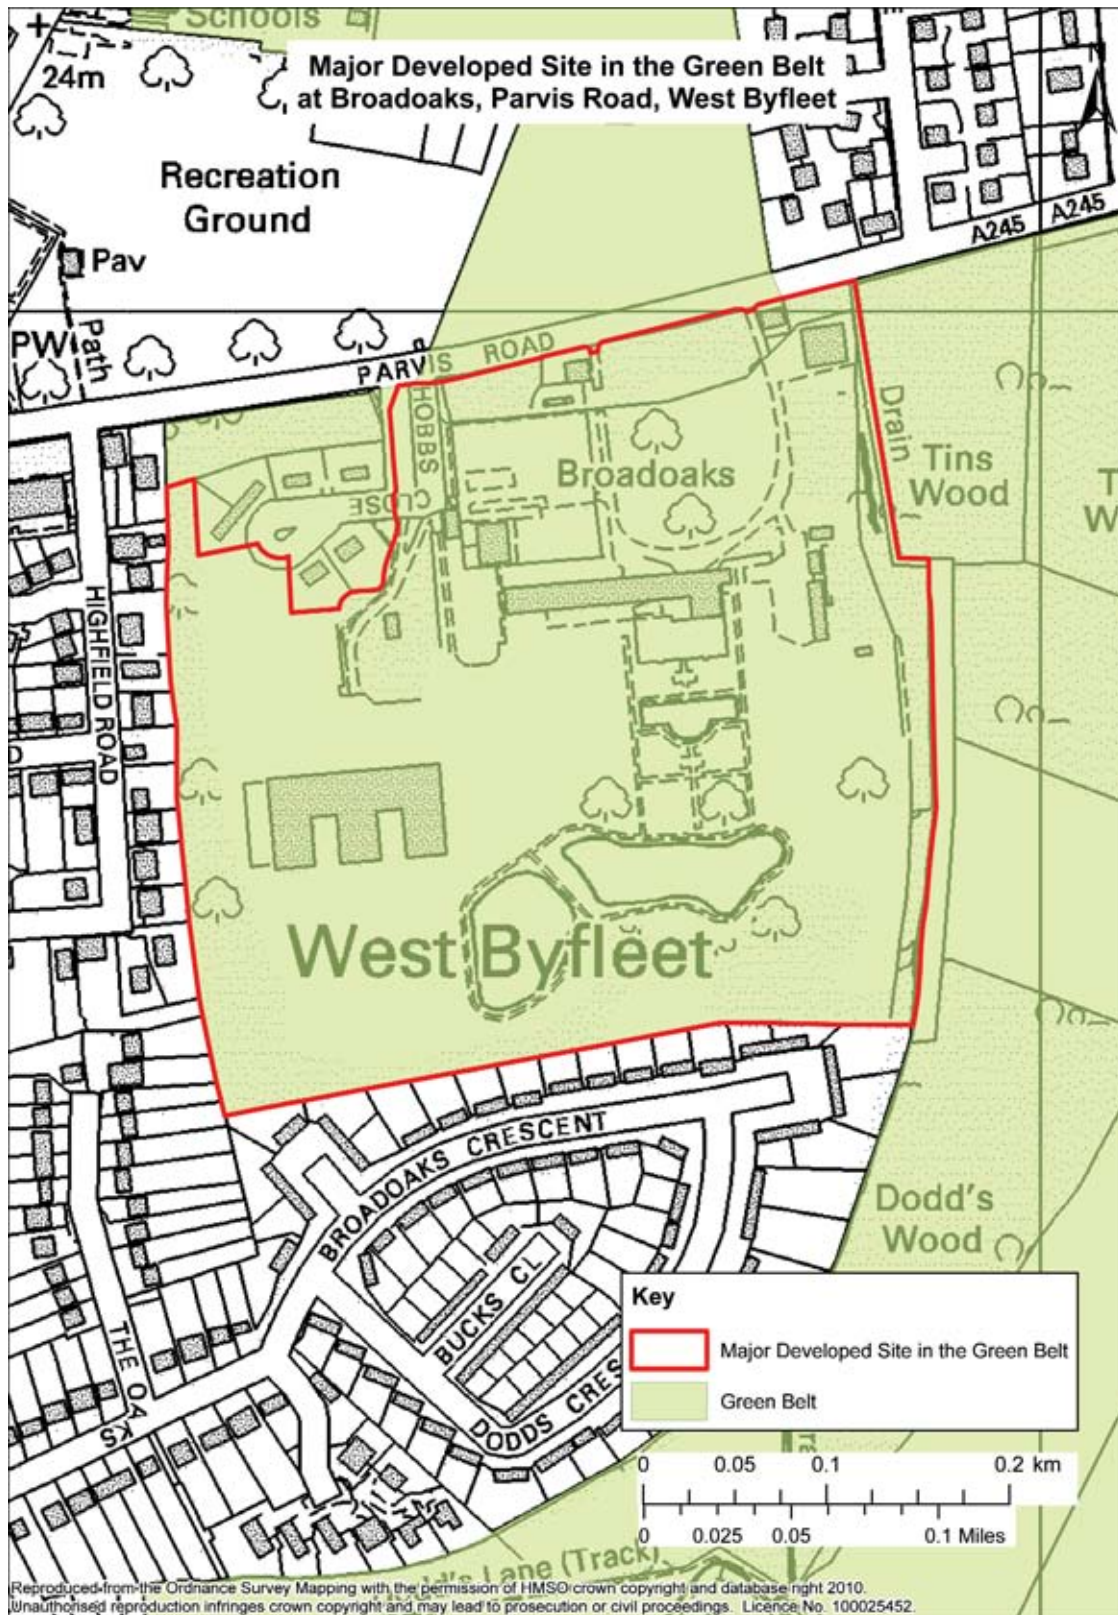 Schools
Major Developed Site in the Green Belt
at Broadoaks, Parvis Road, West Byfleet
24m
Recreation
Ground
A245 A245
Pav
PW
Path
PARVIS ROAD
HOBBS
CLOSE
Broadoaks
Drain
Tins
Wood
T
W
HIGHFIELD ROAD
D
West Byfleet
BROADOAKS CRESCENT
Dodd's
Wood
BUCKS CL
THE OAKS
DODDS CRES
Key
Major Developed Site in the Green Belt
Green Belt
0 0.05 0.1 0.2 km
0 0.025 0.05 0.1 Miles
Lane (Track)
Reproduced from the Ordnance Survey Mapping with the permission of HMSO crown copyright and database right 2010.
Unauthorised reproduction infringes crown copyright and may lead to prosecution or civil proceedings. Licence No. 100025452.